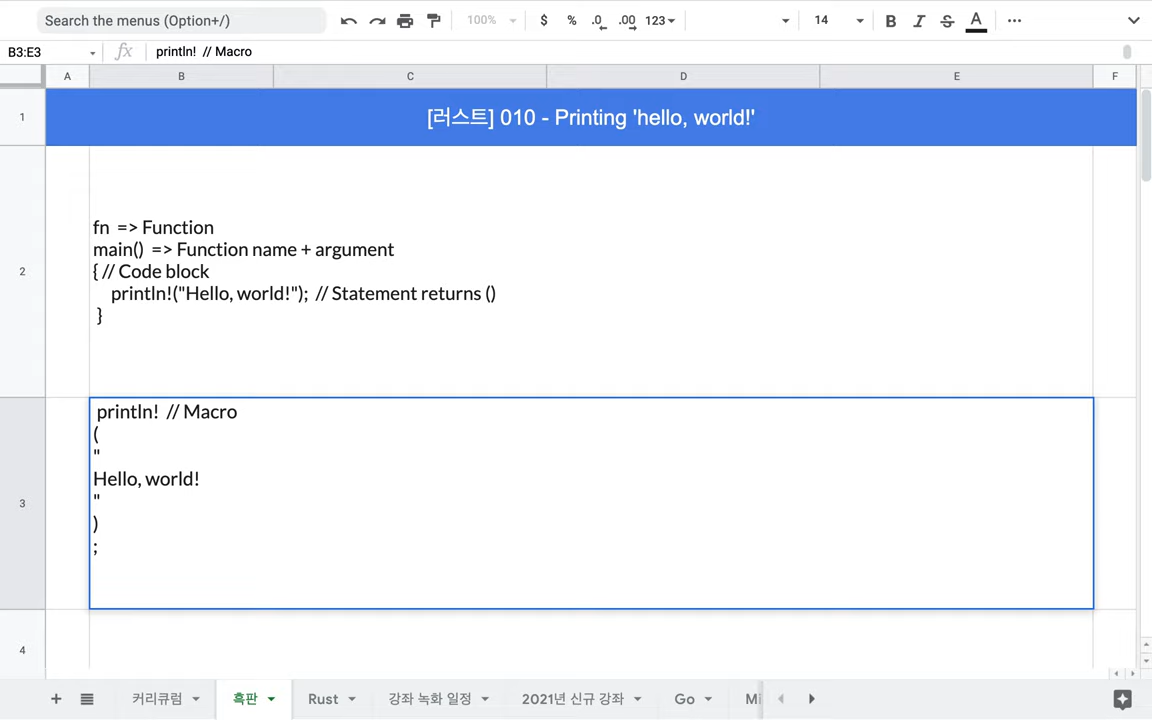 Search the menus (Option+/) 100% $ % .0 .00 123 14 B I S A ...
B3:E3 fx println! // Macro
A B C D E F
1 [러스트] 010 - Printing 'hello, world!'
2
fn => Function
main() => Function name + argument
{ // Code block
println!("Hello, world!"); // Statement returns ()
}
3
println! // Macro
(
"
Hello, world!
"
)
;
4
+ 커리큐럼 흑판 Rust 강좌 녹화 일정 2021년 신규 강좌 Go Mi